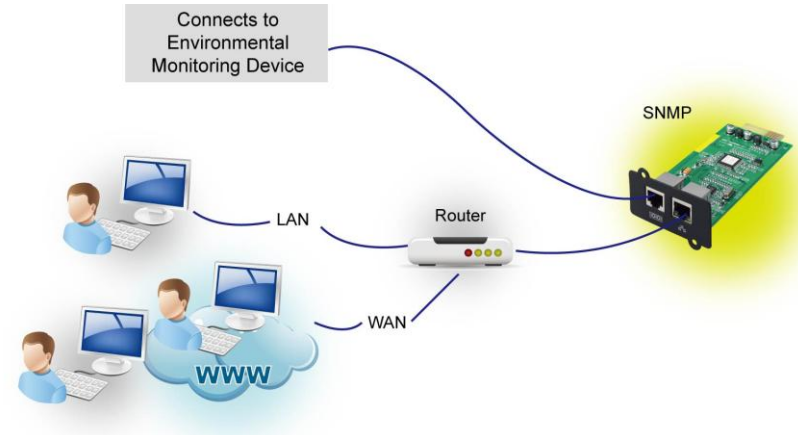 Connects to
Environmental
Monitoring Device
SNMP
LAN
Router
WAN
WWW